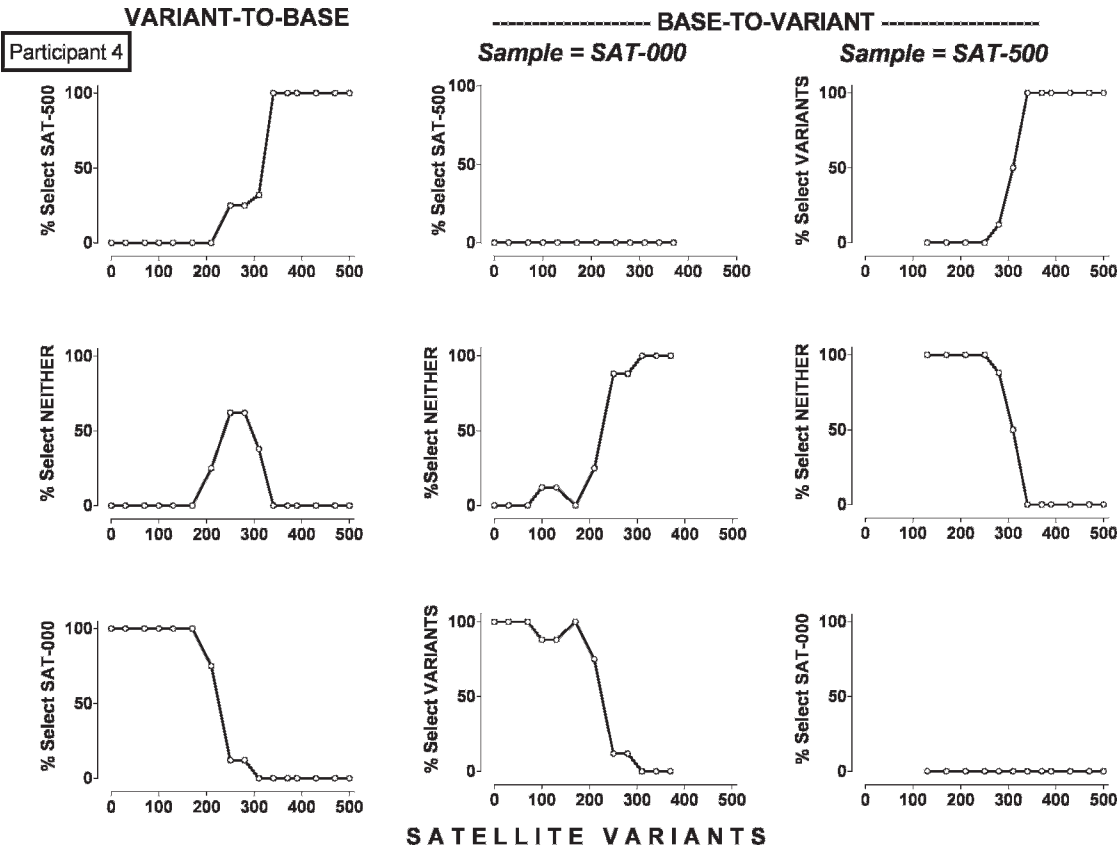 VARIANT-TO-BASE
BASE-TO-VARIANT
Participant 4
Sample = SAT-000
Sample = SAT-500
% Select SAT-500
100
50
0
0 100 200 300 400 500
% Select SAT-500
100
50
0
0 100 200 300 400 500
% Select VARIANTS
100
50
0
0 100 200 300 400 500
% Select NEITHER
100
50
0
0 100 200 300 400 500
%Select NEITHER
100
50
0
0 100 200 300 400 500
% Select NEITHER
100
50
0
0 100 200 300 400 500
% Select SAT-000
100
50
0
0 100 200 300 400 500
% Select VARIANTS
100
50
0
0 100 200 300 400 500
% Select SAT-000
100
50
0
0 100 200 300 400 500
SATELLITE VARIANTS